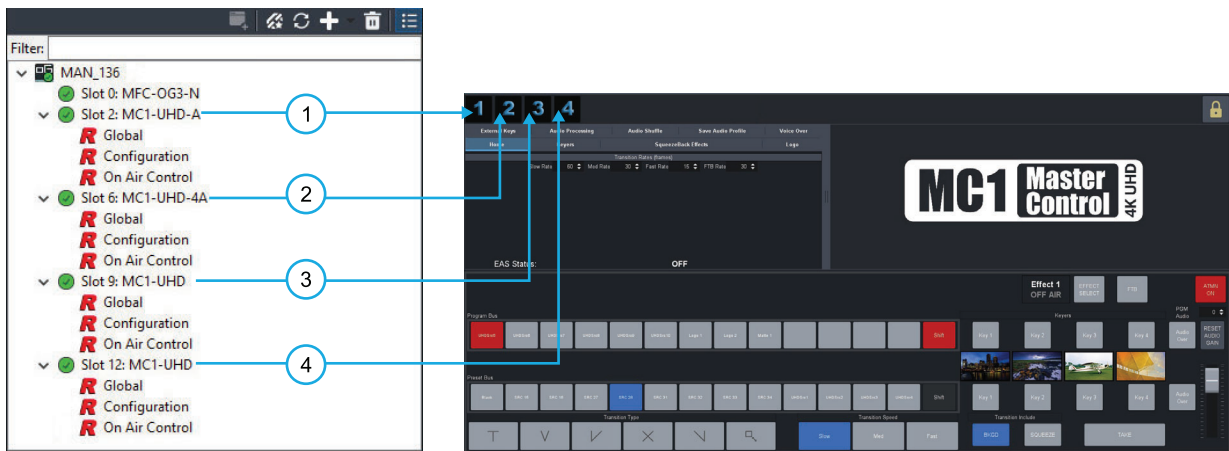 Filter:
MAN_136
Slot 0: MFC-OG3-N
Slot 2: MC1-UHD-A
R Global
R Configuration
R On Air Control
Slot 6: MC1-UHD-4A
R Global
R Configuration
R On Air Control
Slot 9: MC1-UHD
R Global
R Configuration
R On Air Control
Slot 12: MC1-UHD
R Global
R Configuration
R On Air Control
1
2
3
4
1 2 3 4
External Keys Audio Processing Audio Shuffle Save Audio Profile Voice Over
Home Keyers SqueezeBack Effects Logo
Transition Rates (frames)
Slow Rate 60 Med Rate 30 Fast Rate 15 FTB Rate 30
EAS Status: OFF
MC1 Master Control 4K UHD
Effect 1
OFF AIR
EFFECT SELECT
FTB
ATMN ON
Program Bus
Keyers
PGM Audio
0
Logo 1 Logo 2 Shift
Key 1 Key 2 Key 3 Key 4 Audio Over
RESET AUDIO GAIN
Preset Bus
Shift
Key 1 Key 2 Key 3 Key 4 Audio Over
Transition Type
Transition Speed
Transition Include
Slow Med Fast
BKGD SQUEEZE TAKE